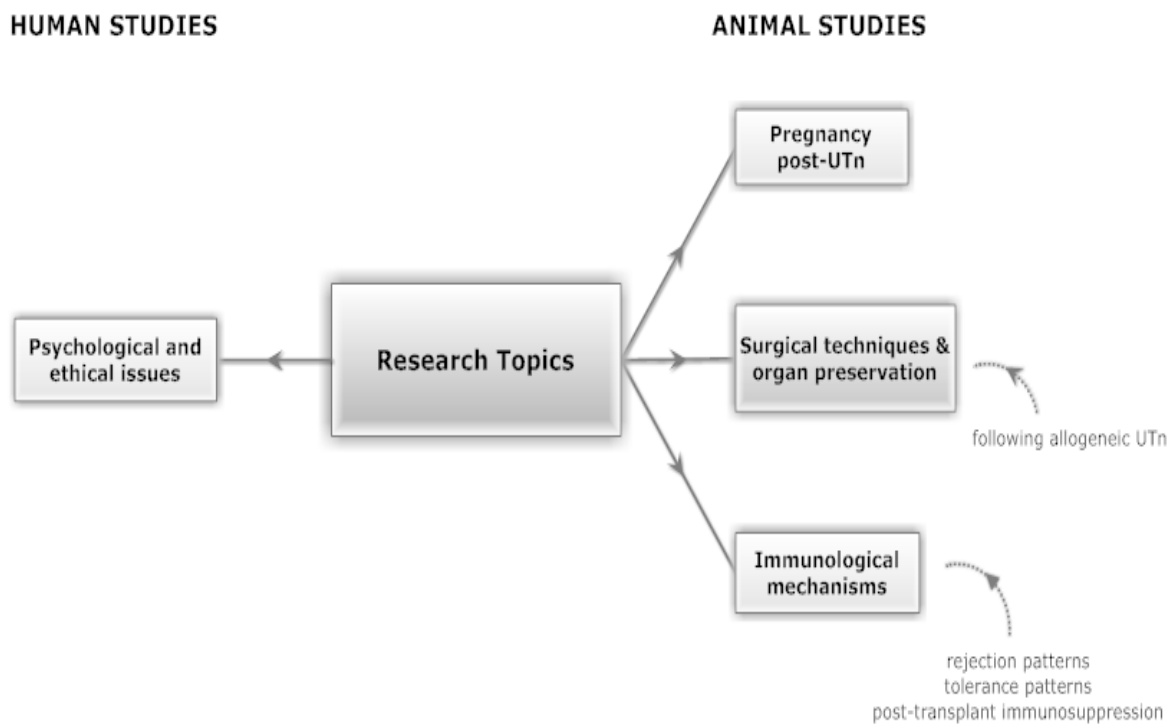 HUMAN STUDIES
ANIMAL STUDIES
Pregnancy
post-UTn
Psychological and
ethical issues
Research Topics
Surgical techniques &
organ preservation
following allogeneic UTn
Immunological
mechanisms
rejection patterns
tolerance patterns
post-transplant immunosuppression